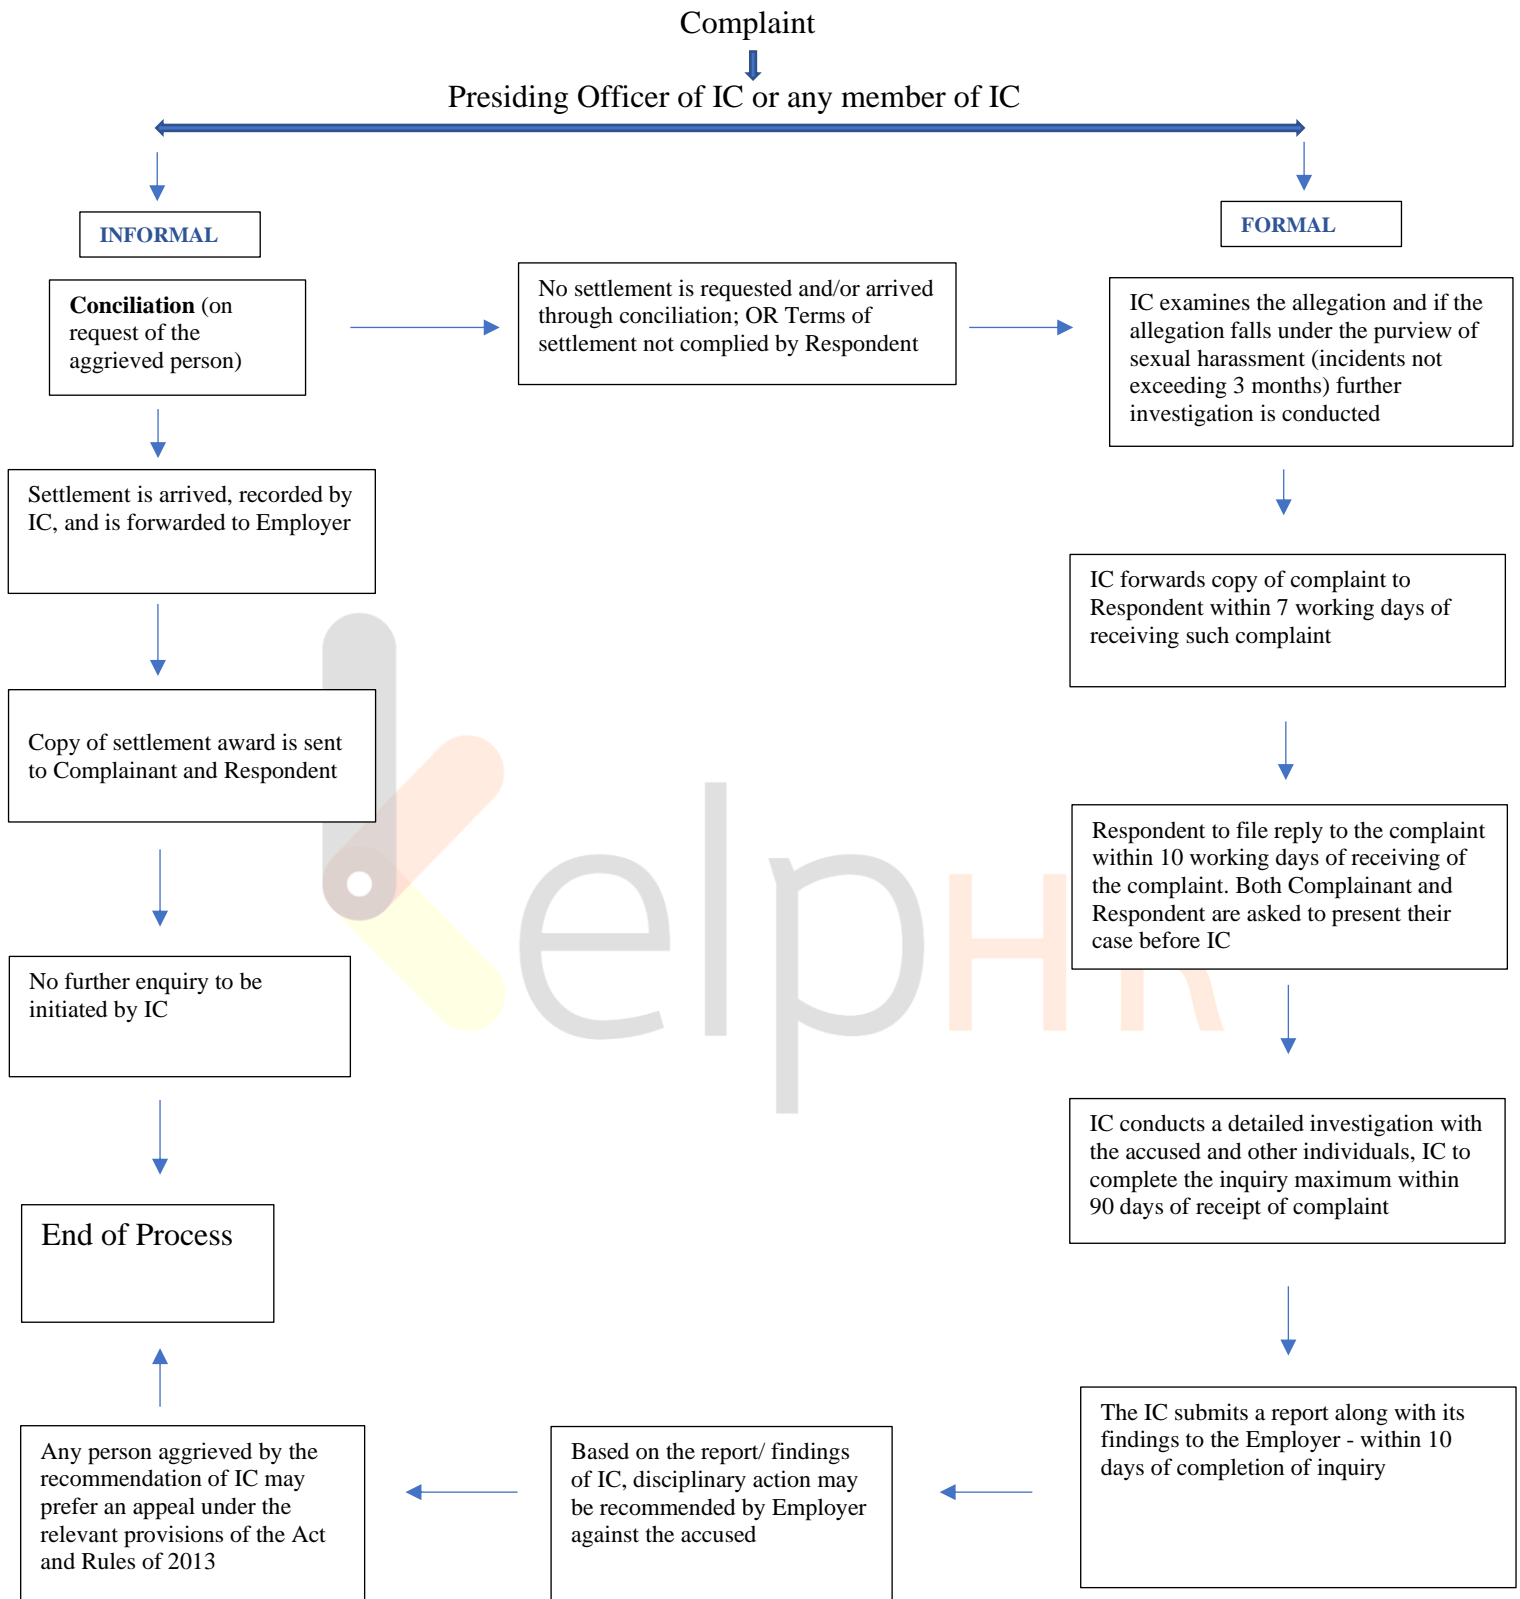 Complaint
Presiding Officer of IC or any member of IC
INFORMAL
FORMAL
Conciliation (on
request of the
aggrieved person)
No settlement is requested and/or arrived
through conciliation; OR Terms of
settlement not complied by Respondent
IC examines the allegation and if the
allegation falls under the purview of
sexual harassment (incidents not
exceeding 3 months) further
investigation is conducted
Settlement is arrived, recorded by
IC, and is forwarded to Employer
IC forwards copy of complaint to
Respondent within 7 working days of
receiving such complaint
Copy of settlement award is sent
to Complainant and Respondent
Respondent to file reply to the complaint
within 10 working days of receiving of
the complaint. Both Complainant and
Respondent are asked to present their
case before IC
kelpHR
No further enquiry to be
initiated by IC
IC conducts a detailed investigation with
the accused and other individuals, IC to
complete the inquiry maximum within
90 days of receipt of complaint
End of Process
The IC submits a report along with its
findings to the Employer - within 10
days of completion of inquiry
Based on the report/ findings
of IC, disciplinary action may
be recommended by Employer
against the accused
Any person aggrieved by the
recommendation of IC may
prefer an appeal under the
relevant provisions of the Act
and Rules of 2013